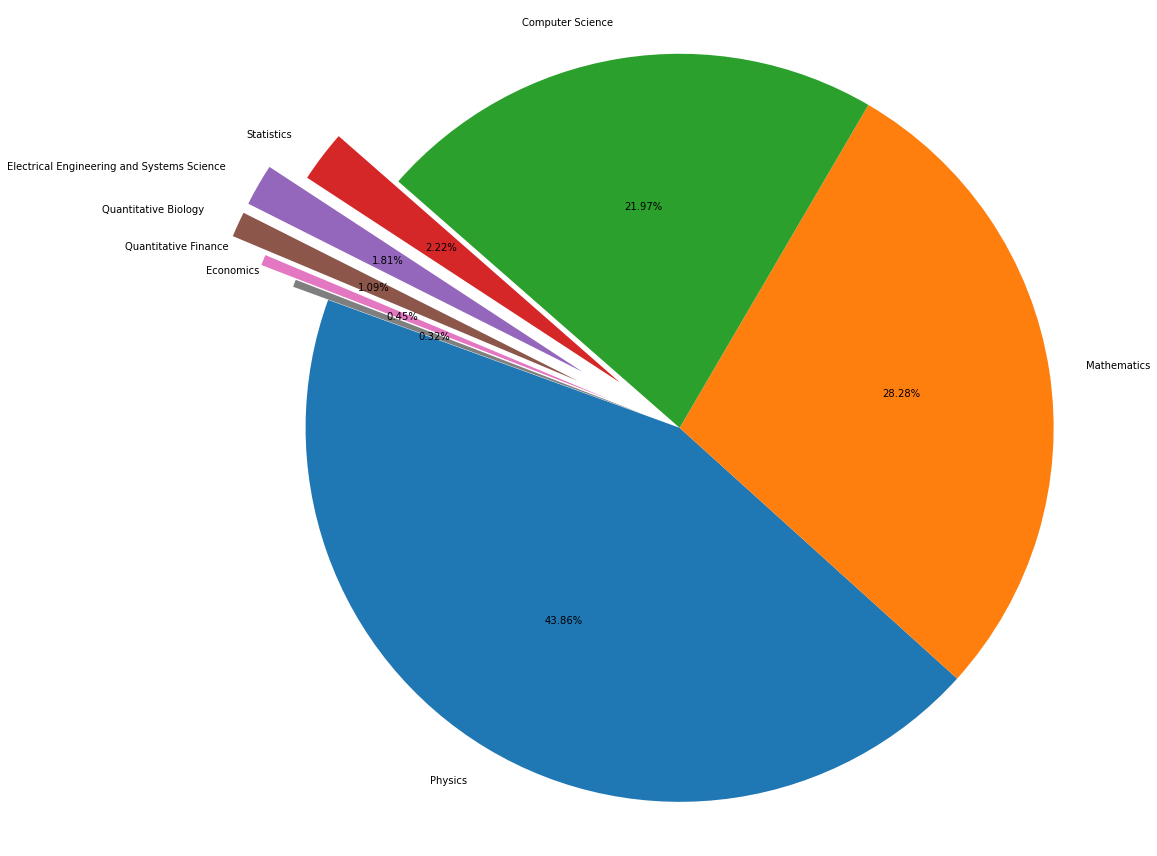 Computer Science
Statistics
Electrical Engineering and Systems Science
Quantitative Biology
Quantitative Finance
Economics
21.97%
2.22%
1.81%
1.09%
0.45%
0.32%
Mathematics
28.28%
43.86%
Physics